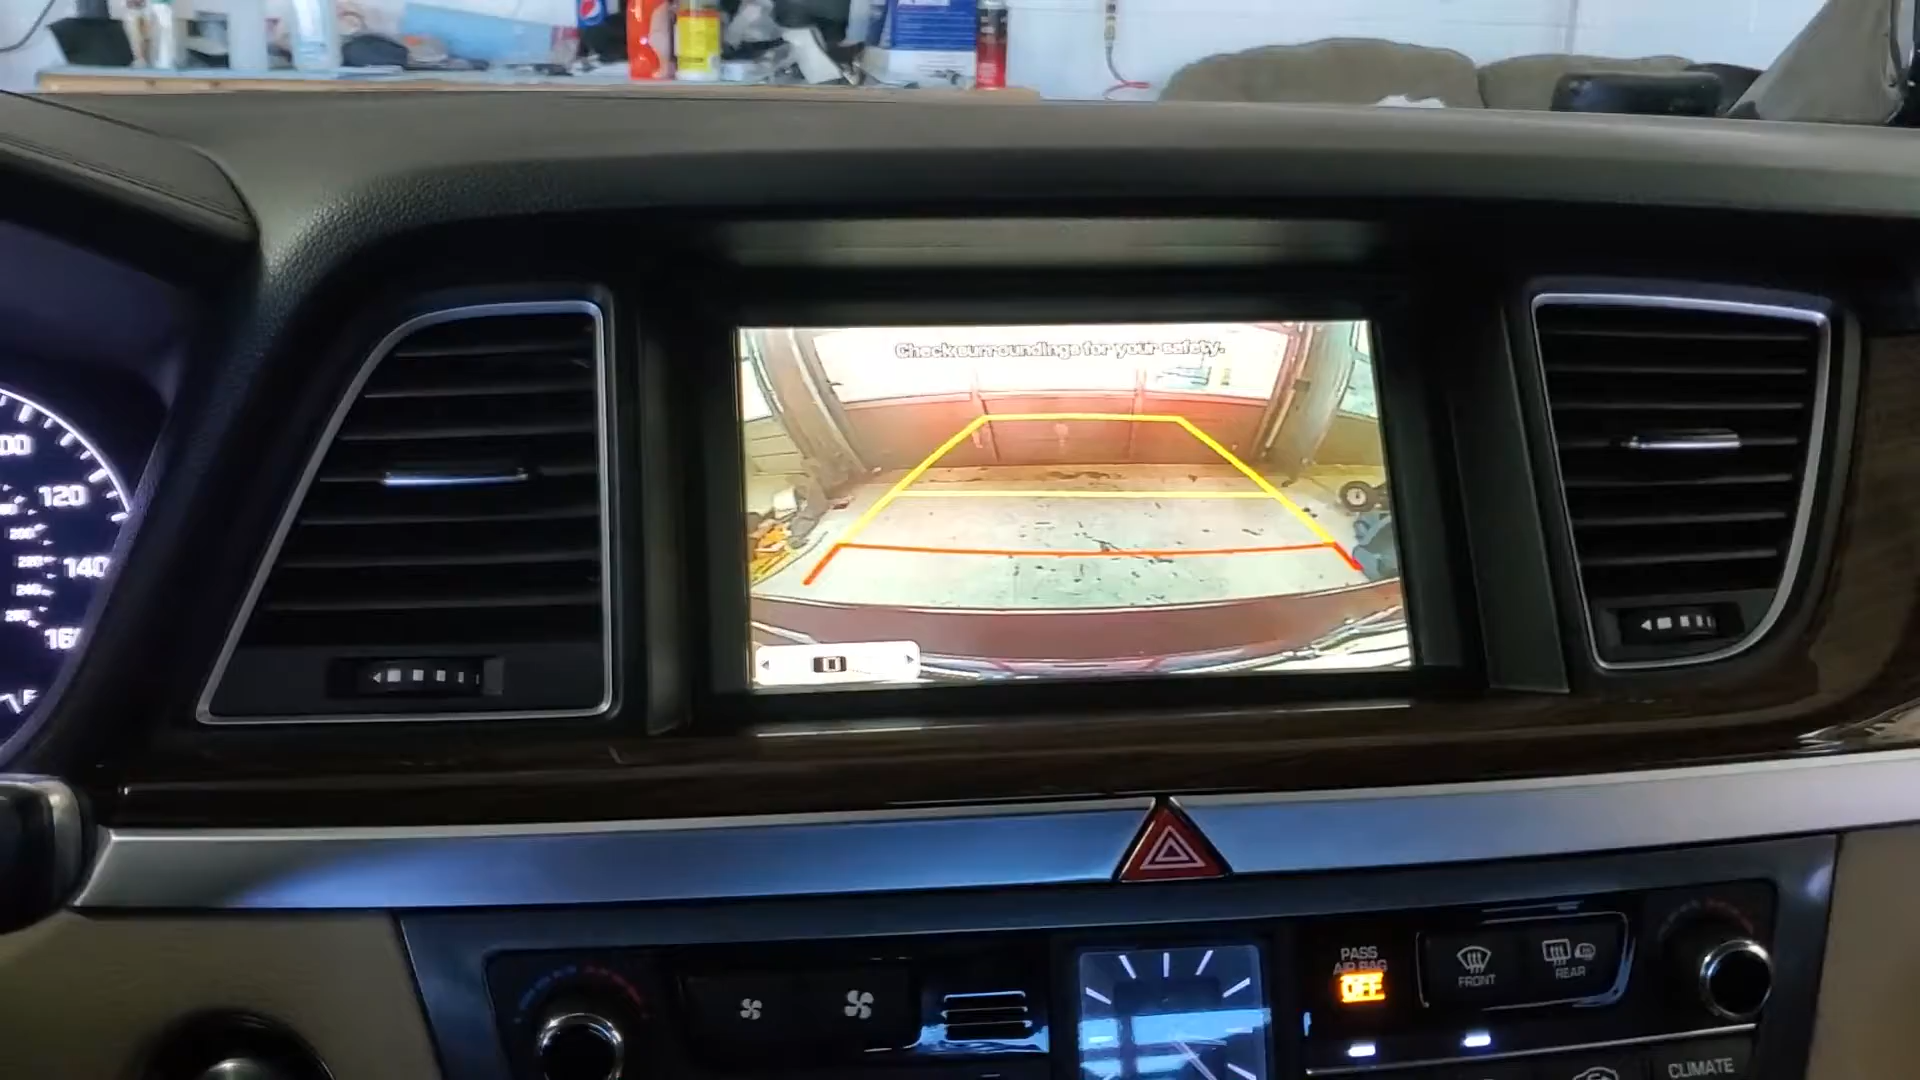 Check surroundings for your safety.
120
140
PASS
AIR BAG
OFF
FRONT
REAR
CLIMATE